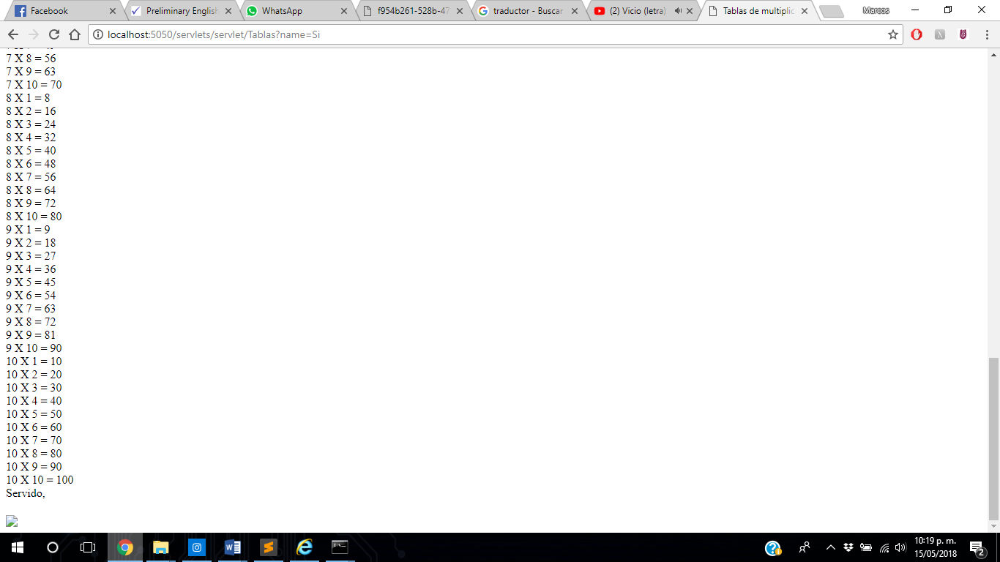 Facebook
Preliminary English
WhatsApp
f954b261-528b-47
traductor - Buscar
(2) Vicio (letra)
Tablas de multiplic
Marcos
localhost:5050/servlets/servlet/Tablas?name=Si
7 X 8 = 56
7 X 9 = 63
7 X 10 = 70
8 X 1 = 8
8 X 2 = 16
8 X 3 = 24
8 X 4 = 32
8 X 5 = 40
8 X 6 = 48
8 X 7 = 56
8 X 8 = 64
8 X 9 = 72
8 X 10 = 80
9 X 1 = 9
9 X 2 = 18
9 X 3 = 27
9 X 4 = 36
9 X 5 = 45
9 X 6 = 54
9 X 7 = 63
9 X 8 = 72
9 X 9 = 81
9 X 10 = 90
10 X 1 = 10
10 X 2 = 20
10 X 3 = 30
10 X 4 = 40
10 X 5 = 50
10 X 6 = 60
10 X 7 = 70
10 X 8 = 80
10 X 9 = 90
10 X 10 = 100
Servido,
10:19 p. m.
15/05/2018
2